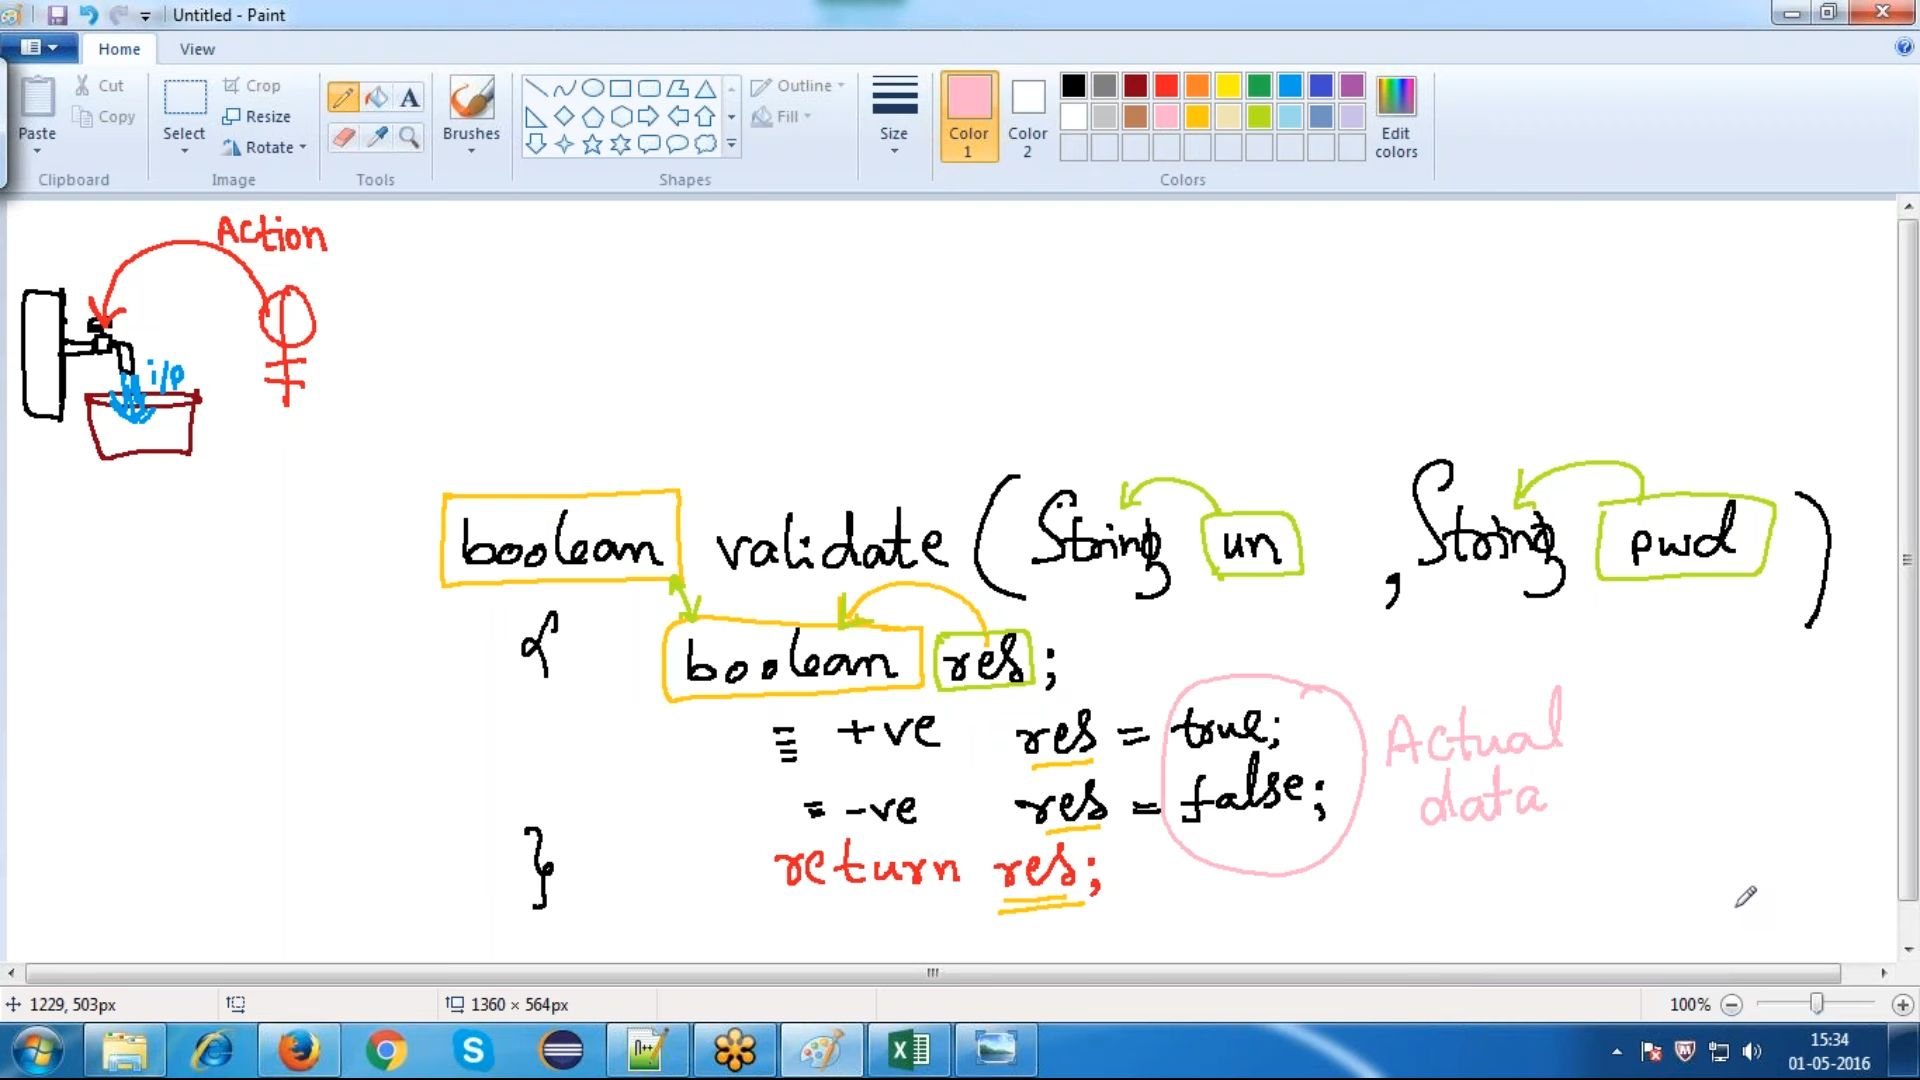 Untitled - Paint
Home View
Cut
Copy
Paste
Clipboard
Select
Crop
Resize
Rotate
Image
Tools
Brushes
Shapes
Outline
Fill
Size
Color 1
Color 2
Edit colors
Colors
Action
i/p
boolean validate (String un , String pwd)
{ boolean res;
+ve res = true;
-ve res = false;
Actual
data
return res;
}
1229, 503px
1360 × 564px
100%
15:34
01-05-2016